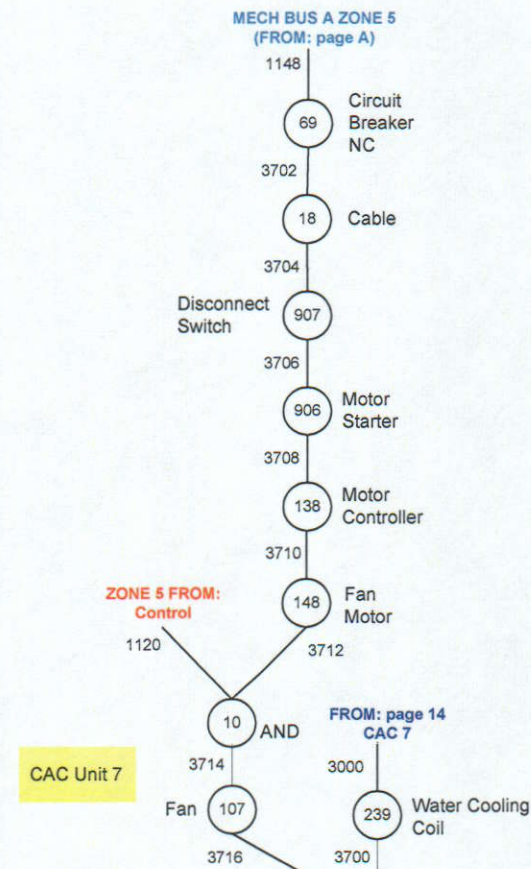 MECH BUS A ZONE 5
(FROM: page A)
1148
69
Circuit
Breaker
NC
3702
18
Cable
3704
Disconnect
Switch
907
3706
906
Motor
Starter
3708
138
Motor
Controller
3710
148
Fan
Motor
ZONE 5 FROM:
Control
1120
3712
10
AND
FROM: page 14
CAC 7
3714
3000
CAC Unit 7
Fan
107
239
Water Cooling
Coil
3716
3700